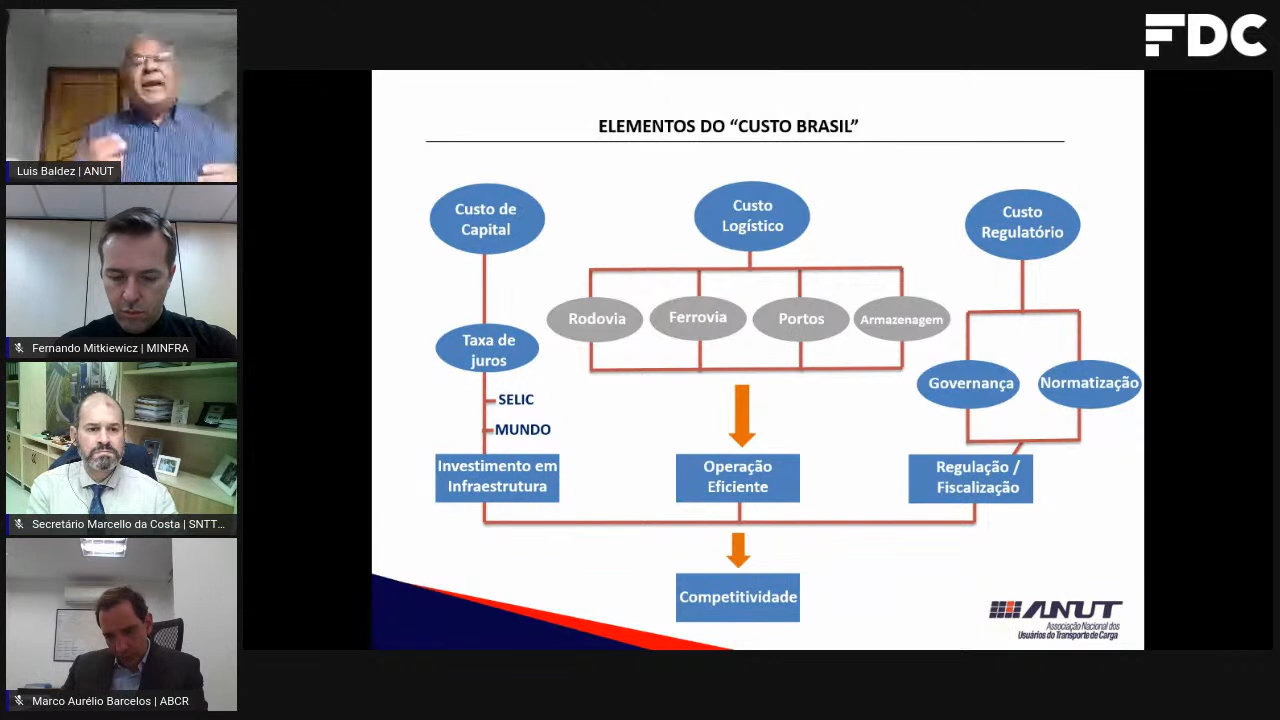 FDC
Luis Baldez | ANUT
Fernando Mitkiewicz | MINFRA
Secretário Marcello da Costa | SNTT...
Marco Aurélio Barcelos | ABCR
ELEMENTOS DO “CUSTO BRASIL”
Custo de
Capital
Custo
Logístico
Custo
Regulatório
Rodovia
Ferrovia
Portos
Armazenagem
Taxa de
juros
Governança
Normatização
SELIC
MUNDO
Investimento em
Infraestrutura
Operação
Eficiente
Regulação /
Fiscalização
Competitividade
ANUT
Associação Nacional dos
Usuários do Transporte de Carga